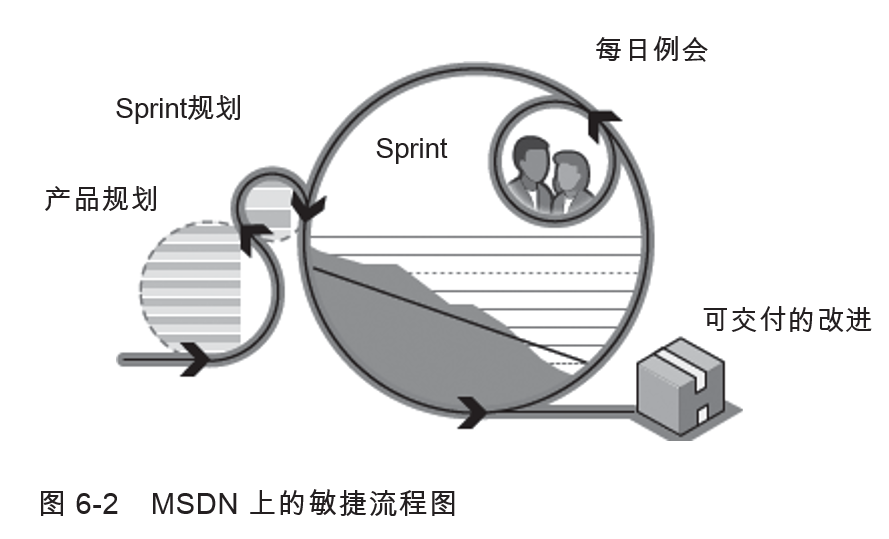 每日例会
Sprint规划
Sprint
产品规划
可交付的改进
图 6-2 MSDN 上的敏捷流程图